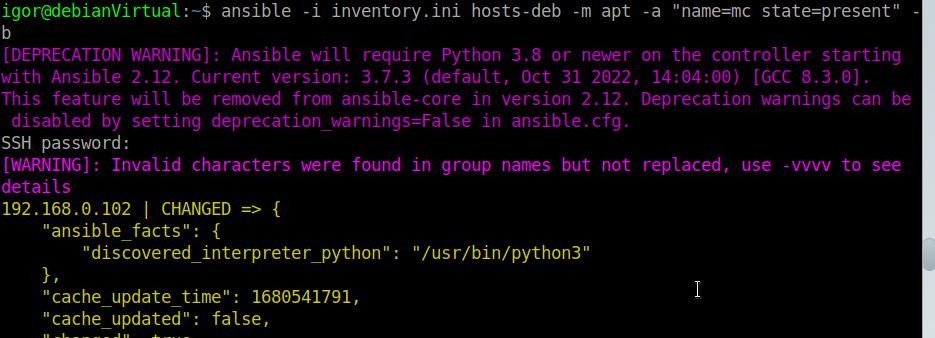 igor@debianVirtual:~$ ansible -i inventory.ini hosts-deb -m apt -a "name=mc state=present" -
b
[DEPRECATION WARNING]: Ansible will require Python 3.8 or newer on the controller starting
with Ansible 2.12. Current version: 3.7.3 (default, Oct 31 2022, 14:04:00) [GCC 8.3.0].
This feature will be removed from ansible-core in version 2.12. Deprecation warnings can be
 disabled by setting deprecation_warnings=False in ansible.cfg.
SSH password:
[WARNING]: Invalid characters were found in group names but not replaced, use -vvvv to see
details
192.168.0.102 | CHANGED => {
    "ansible_facts": {
        "discovered_interpreter_python": "/usr/bin/python3"
    },
    "cache_update_time": 1680541791,
    "cache_updated": false,